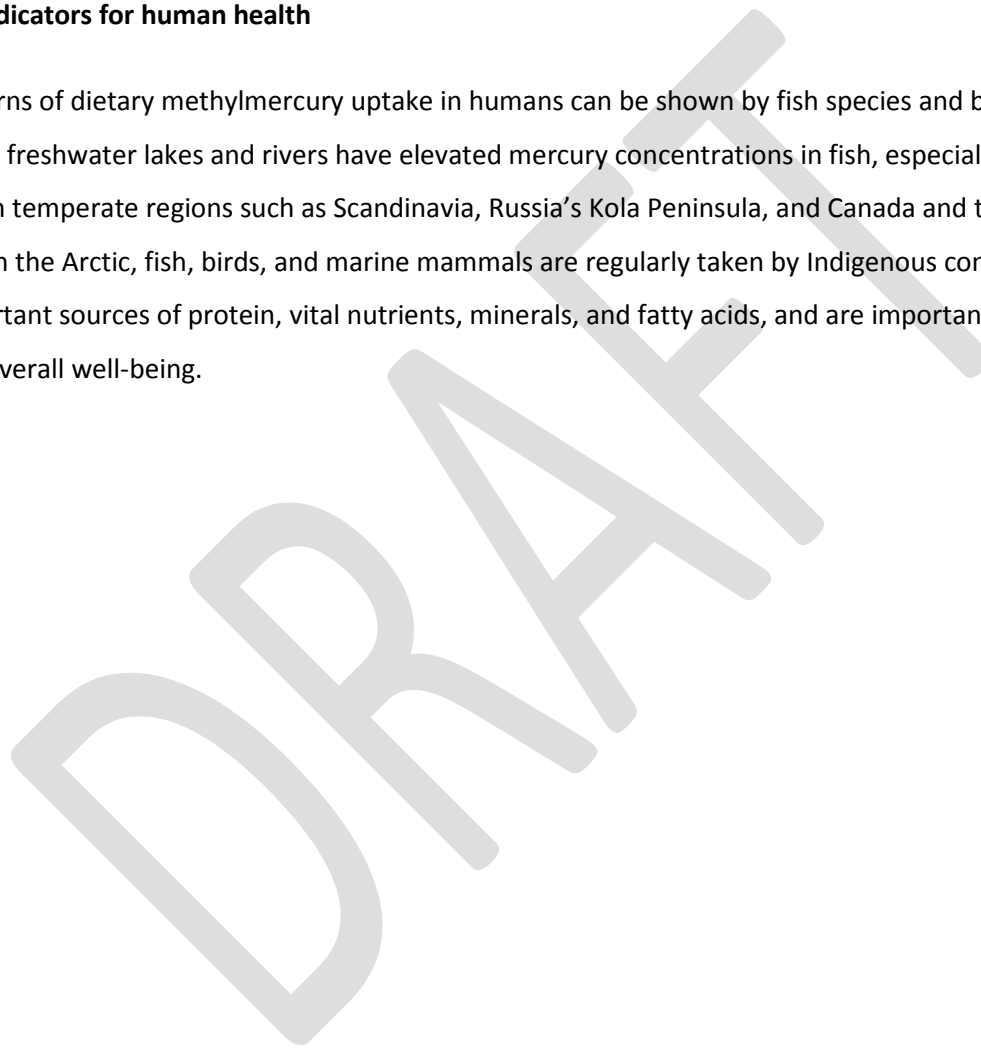 dicators for human health
rns of dietary methylmercury uptake in humans can be shown by fish species and b
freshwater lakes and rivers have elevated mercury concentrations in fish, especial
temperate regions such as Scandinavia, Russia’s Kola Peninsula, and Canada and t
the Arctic, fish, birds, and marine mammals are regularly taken by Indigenous con
rtant sources of protein, vital nutrients, minerals, and fatty acids, and are importan
verall well-being.
DRAFT